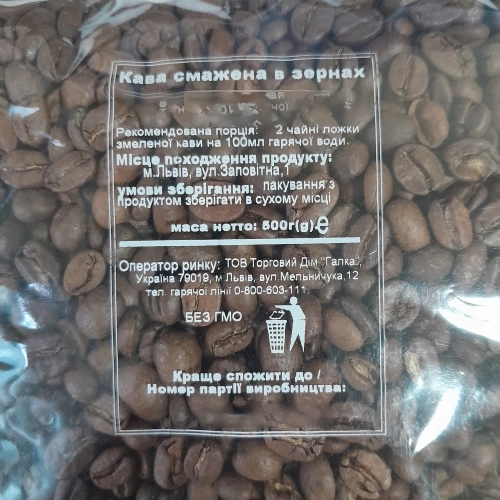 Кава смажена в зернах
Рекомендована порція: 2 чайні ложки
змеленої кави на 100мл гарячої води.
Місце походження продукту:
м.Львів, вул.Заповітна,1
умови зберігання: пакування з
продуктом зберігати в сухому місці
маса нетто: 500г(g).℮
Оператор ринку: ТОВ Торговий Дім "Галка",
Україна 79019, м Львів, вул.Мельничука,12
тел. гарячої лінії 0-800-603-111.
БЕЗ ГМО
Краще спожити до /
Номер партії виробництва: